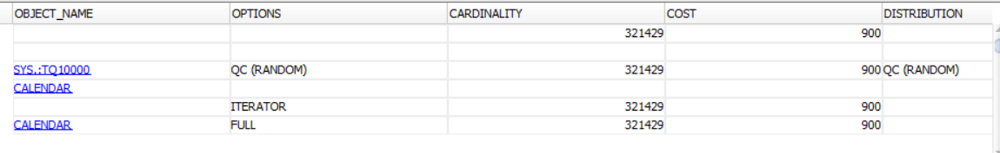 OBJECT_NAME OPTIONS CARDINALITY COST DISTRIBUTION
321429 900
SYS.:TQ10000 QC (RANDOM) 321429 900 QC (RANDOM)
CALENDAR
ITERATOR 321429 900
CALENDAR FULL 321429 900